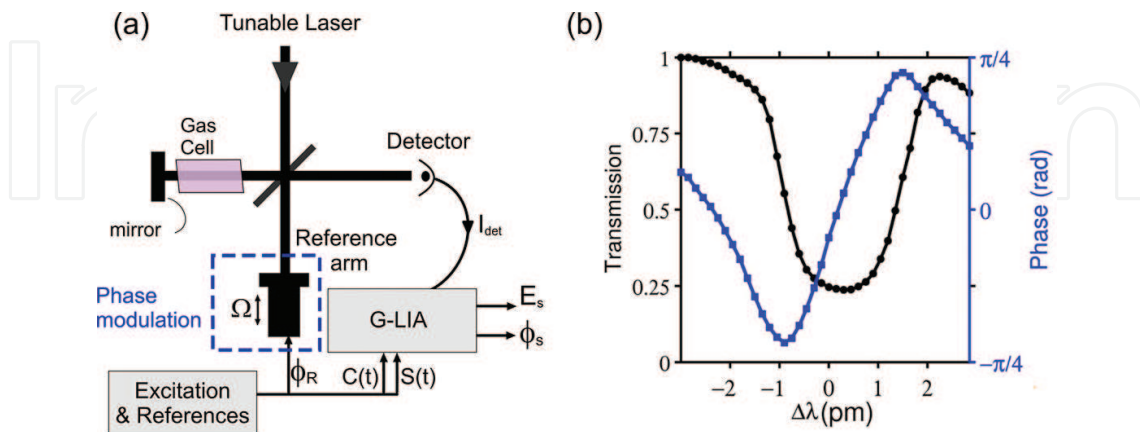 (a)
Tunable Laser
Gas
Cell
Detector
mirror
I_det
Reference
arm
Phase
modulation
Ω
G-LIA
E_s
ϕ_s
ϕ_R
C(t)
S(t)
Excitation
& References
(b)
1
0.75
0.5
0.25
0
Transmission
π/4
0
−π/4
Phase (rad)
−2
−1
0
1
2
Δλ(pm)